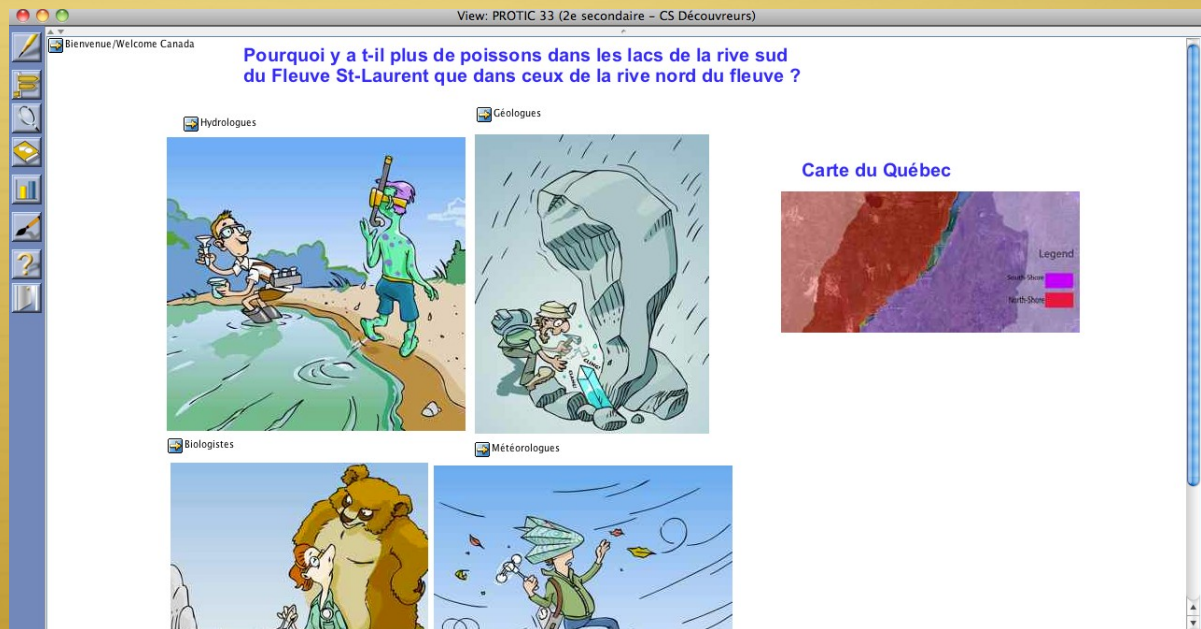 View: PROTIC 33 (2e secondaire – CS Découvreurs)
Bienvenue/Welcome Canada
Pourquoi y a t-il plus de poissons dans les lacs de la rive sud
du Fleuve St-Laurent que dans ceux de la rive nord du fleuve ?
Hydrologues
Géologues
Carte du Québec
Legend
South-Shore
North-Shore
CLING!
CLING!
Biologistes
Météorologues